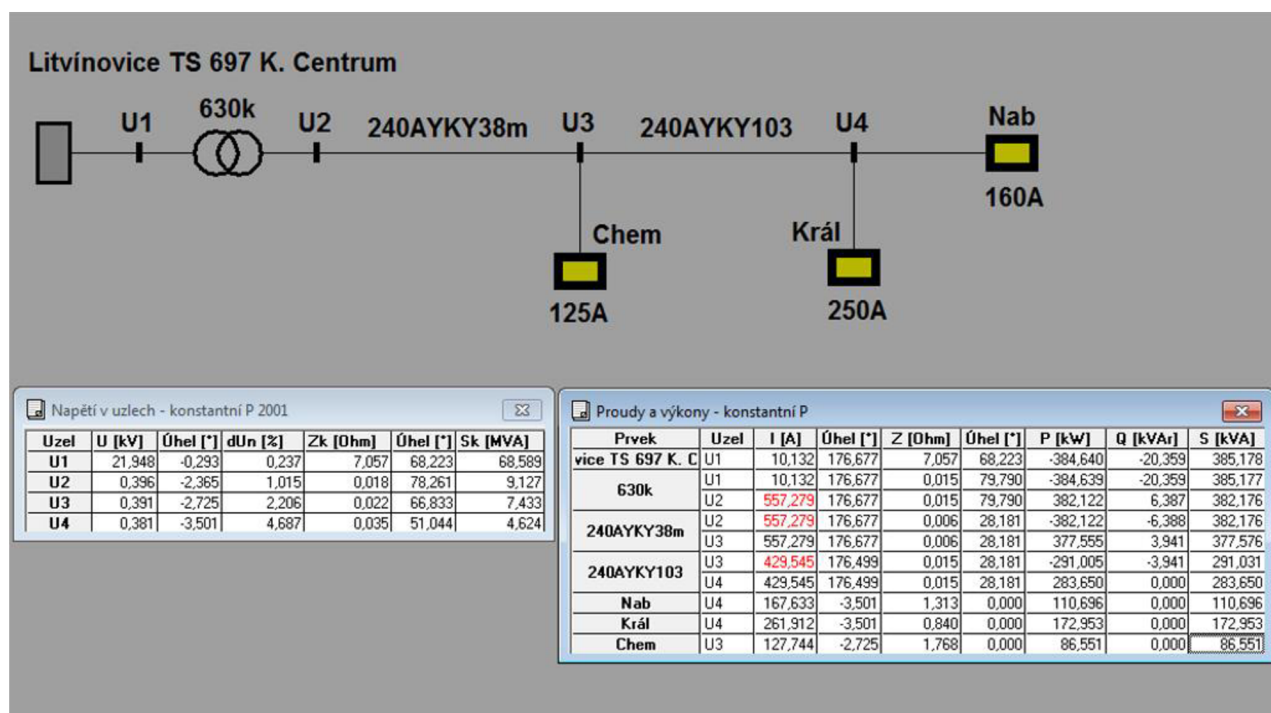 Litvínovice TS 697 K. Centrum
U1 630k U2 240AYKY38m U3 240AYKY103 U4 Nab
160A
Chem Král
125A 250A
Napětí v uzlech - konstantní P 2001
Uzel U [kV] Úhel [°] dUn [%] Zk [Ohm] Úhel [°] Sk [MVA]
U1 21,948 -0,293 0,237 7,057 68,223 68,589
U2 0,396 -2,365 1,015 0,018 78,261 9,127
U3 0,391 -2,725 2,206 0,022 66,833 7,433
U4 0,381 -3,501 4,687 0,035 51,044 4,624
Proudy a výkony - konstantní P
Prvek Uzel I [A] Úhel [°] Z [Ohm] Úhel [°] P [kW] Q [kVAr] S [kVA]
vice TS 697 K. C U1 10,132 176,677 7,057 68,223 -384,640 -20,359 385,178
630k U1 10,132 176,677 0,015 79,790 -384,639 -20,359 385,177
U2 557,279 176,677 0,015 79,790 382,122 6,387 382,176
240AYKY38m U2 557,279 176,677 0,006 28,181 -382,122 -6,388 382,176
U3 557,279 176,677 0,006 28,181 377,555 3,941 377,576
240AYKY103 U3 429,545 176,499 0,015 28,181 -291,005 -3,941 291,031
U4 429,545 176,499 0,015 28,181 283,650 0,000 283,650
Nab U4 167,633 -3,501 1,313 0,000 110,696 0,000 110,696
Král U4 261,912 -3,501 0,840 0,000 172,953 0,000 172,953
Chem U3 127,744 -2,725 1,768 0,000 86,551 0,000 86,551